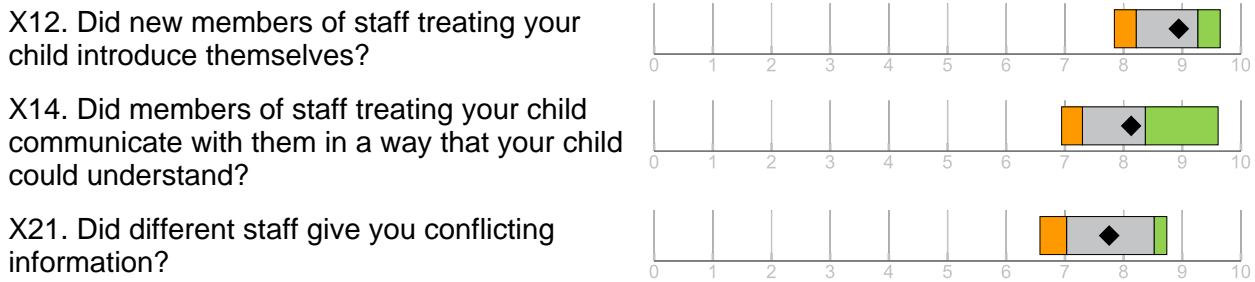 X12. Did new members of staff treating your
child introduce themselves?
0 1 2 3 4 5 6 7 8 9 10
X14. Did members of staff treating your child
communicate with them in a way that your child
could understand?
0 1 2 3 4 5 6 7 8 9 10
X21. Did different staff give you conflicting
information?
0 1 2 3 4 5 6 7 8 9 10